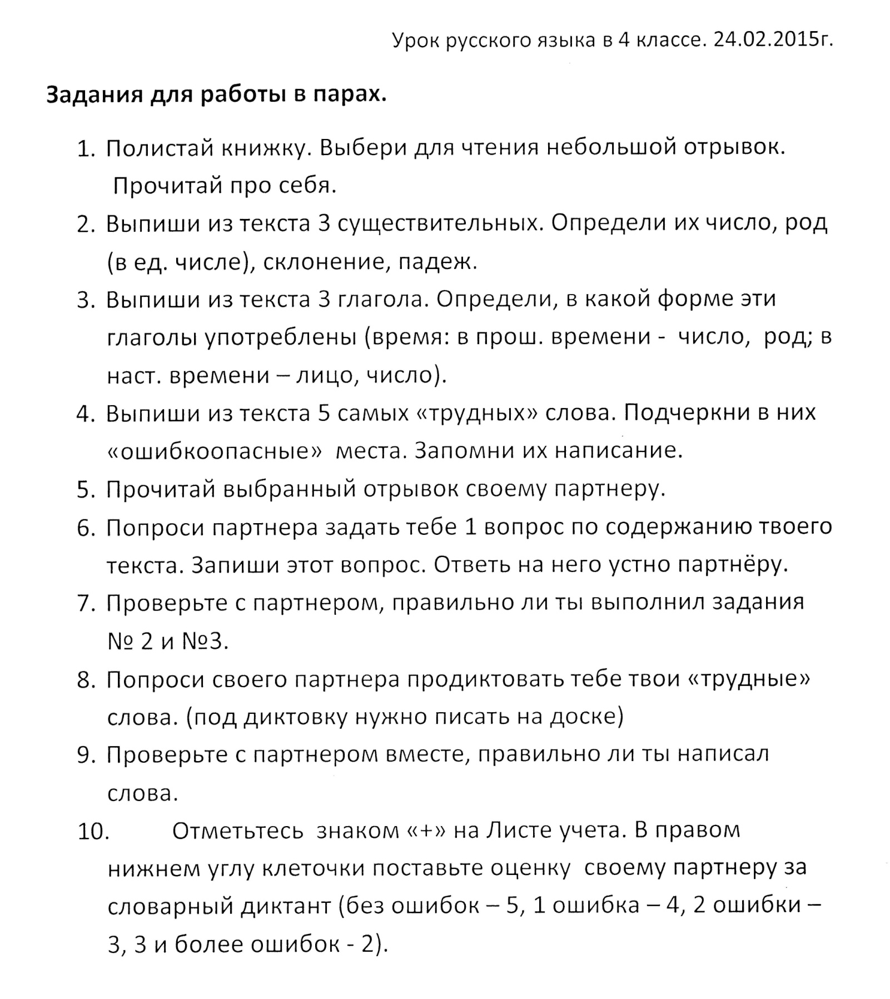 Урок русского языка в 4 классе. 24.02.2015г.
Задания для работы в парах.
1. Полистай книжку. Выбери для чтения небольшой отрывок.
Прочитай про себя.
2. Выпиши из текста 3 существительных. Определи их число, род
(в ед. числе), склонение, падеж.
3. Выпиши из текста 3 глагола. Определи, в какой форме эти
глаголы употреблены (время: в прош. времени - число, род; в
наст. времени – лицо, число).
4. Выпиши из текста 5 самых «трудных» слова. Подчеркни в них
«ошибкоопасные» места. Запомни их написание.
5. Прочитай выбранный отрывок своему партнеру.
6. Попроси партнера задать тебе 1 вопрос по содержанию твоего
текста. Запиши этот вопрос. Ответь на него устно партнёру.
7. Проверьте с партнером, правильно ли ты выполнил задания
№ 2 и №3.
8. Попроси своего партнера продиктовать тебе твои «трудные»
слова. (под диктовку нужно писать на доске)
9. Проверьте с партнером вместе, правильно ли ты написал
слова.
10. Отметьтесь знаком «+» на Листе учета. В правом
нижнем углу клеточки поставьте оценку своему партнеру за
словарный диктант (без ошибок – 5, 1 ошибка – 4, 2 ошибки –
3, 3 и более ошибок - 2).